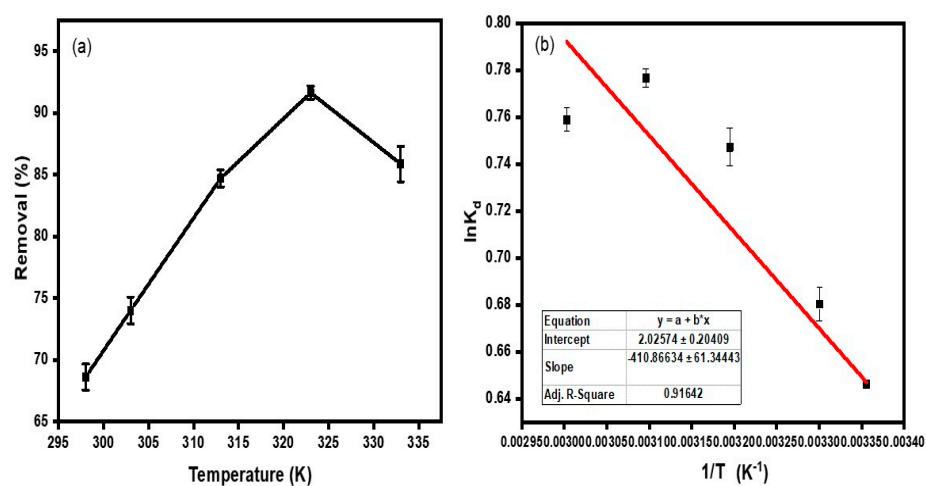 (a)
95
90
85
80
75
70
65
295 300 305 310 315 320 325 330 335
Removal (%)
Temperature (K)
(b)
0.80
0.78
0.76
0.74
0.72
0.70
0.68
0.66
0.64
0.002950.003000.003050.003100.003150.003200.003250.003300.003350.00340
lnKd
1/T (K-1)
Equation y = a + b*x
Intercept 2.02574 ± 0.20409
Slope -410.86634 ± 61.34443
Adj. R-Square 0.91642